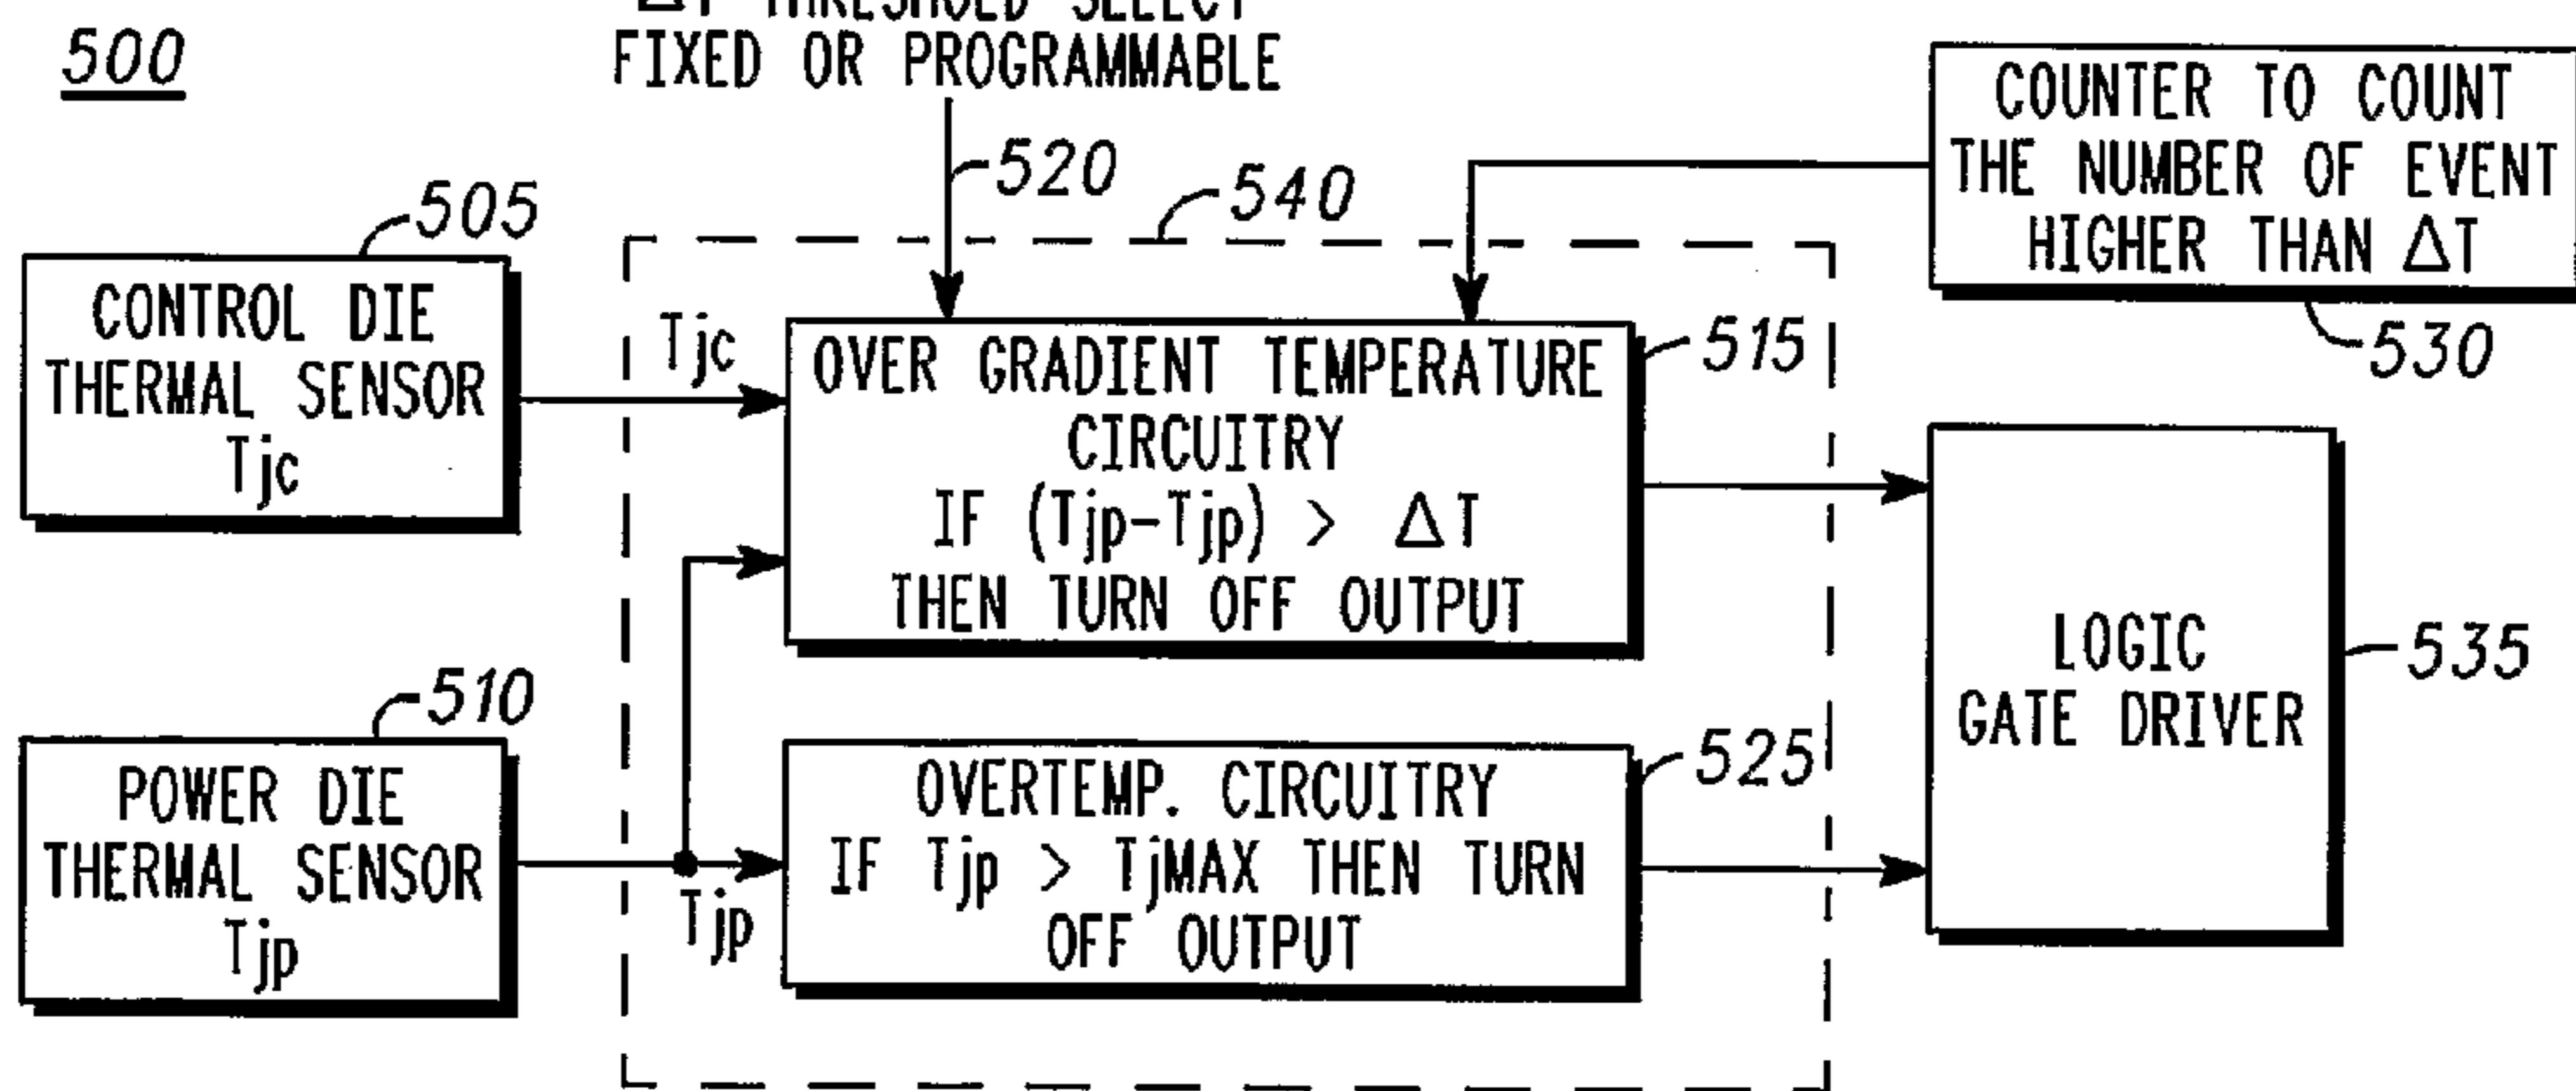 500
ΔT THRESHOLD SELECT
FIXED OR PROGRAMMABLE
520
540
COUNTER TO COUNT
THE NUMBER OF EVENT
HIGHER THAN ΔT
530
505
CONTROL DIE
THERMAL SENSOR
Tjc
Tjc
OVER GRADIENT TEMPERATURE
CIRCUITRY
IF (Tjp-Tjp) > ΔT
THEN TURN OFF OUTPUT
515
510
POWER DIE
THERMAL SENSOR
Tjp
Tjp
OVERTEMP. CIRCUITRY
IF Tjp > TjMAX THEN TURN
OFF OUTPUT
525
LOGIC
GATE DRIVER
535